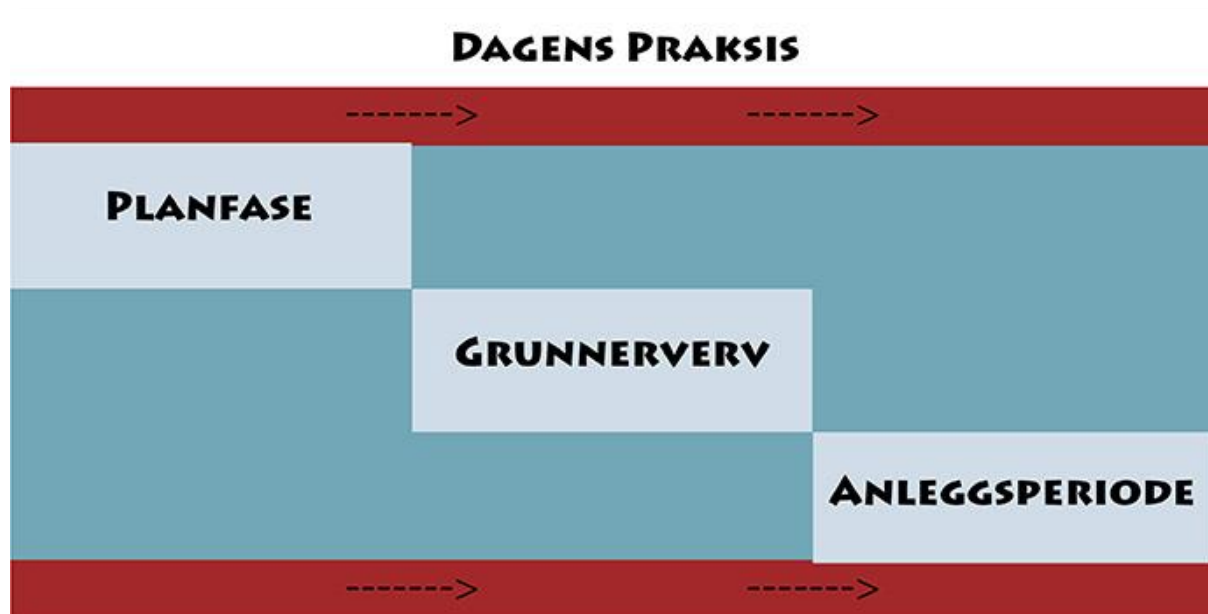 DAGENS PRAKSIS
-------> ------->
PLANFASE
GRUNNERVERV
ANLEGGSPERIODE
-------> ------->